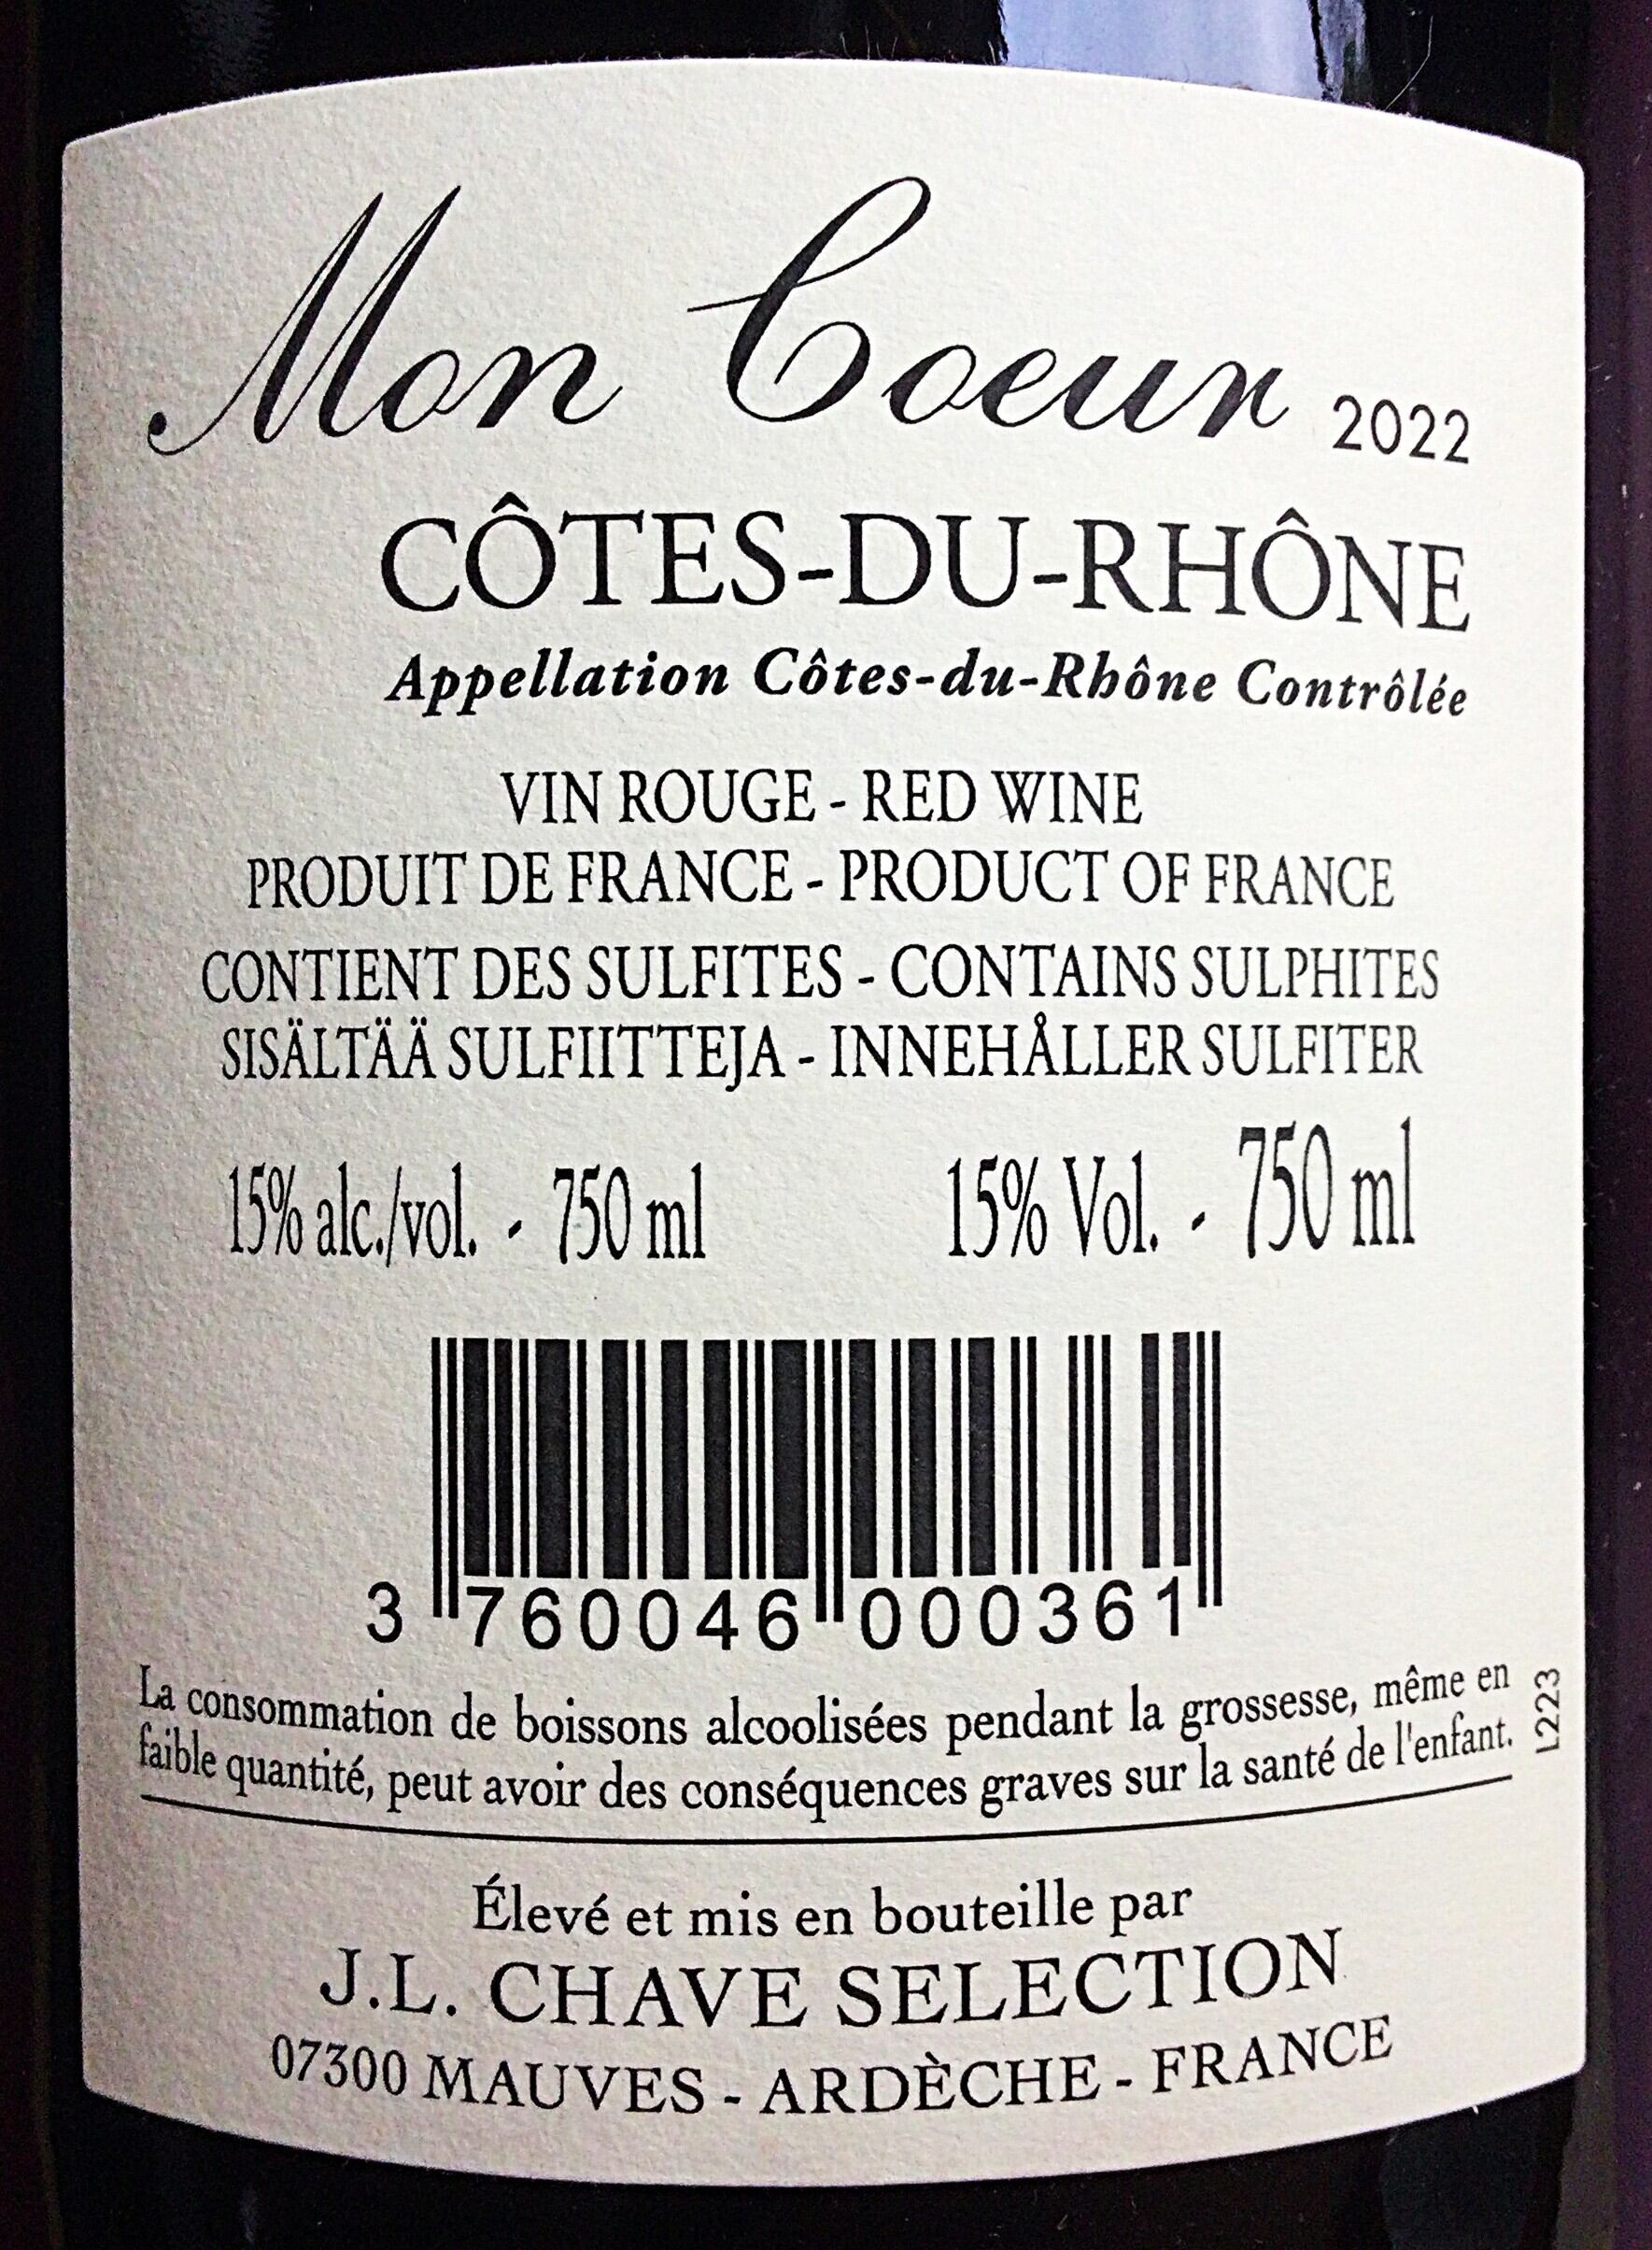 Mon Coeur 2022
CÔTES-DU-RHÔNE
Appellation Côtes-du-Rhône Contrôlée
VIN ROUGE - RED WINE
PRODUIT DE FRANCE - PRODUCT OF FRANCE
CONTIENT DES SULFITES - CONTAINS SULPHITES
SISÄLTÄÄ SULFIITTEJA - INNEHÅLLER SULFITER
15% alc./vol. - 750 ml 15% Vol. - 750 ml
3 760046 000361
La consommation de boissons alcoolisées pendant la grossesse, même en
faible quantité, peut avoir des conséquences graves sur la santé de l'enfant.
L223
Élevé et mis en bouteille par
J.L. CHAVE SELECTION
07300 MAUVES - ARDÈCHE - FRANCE